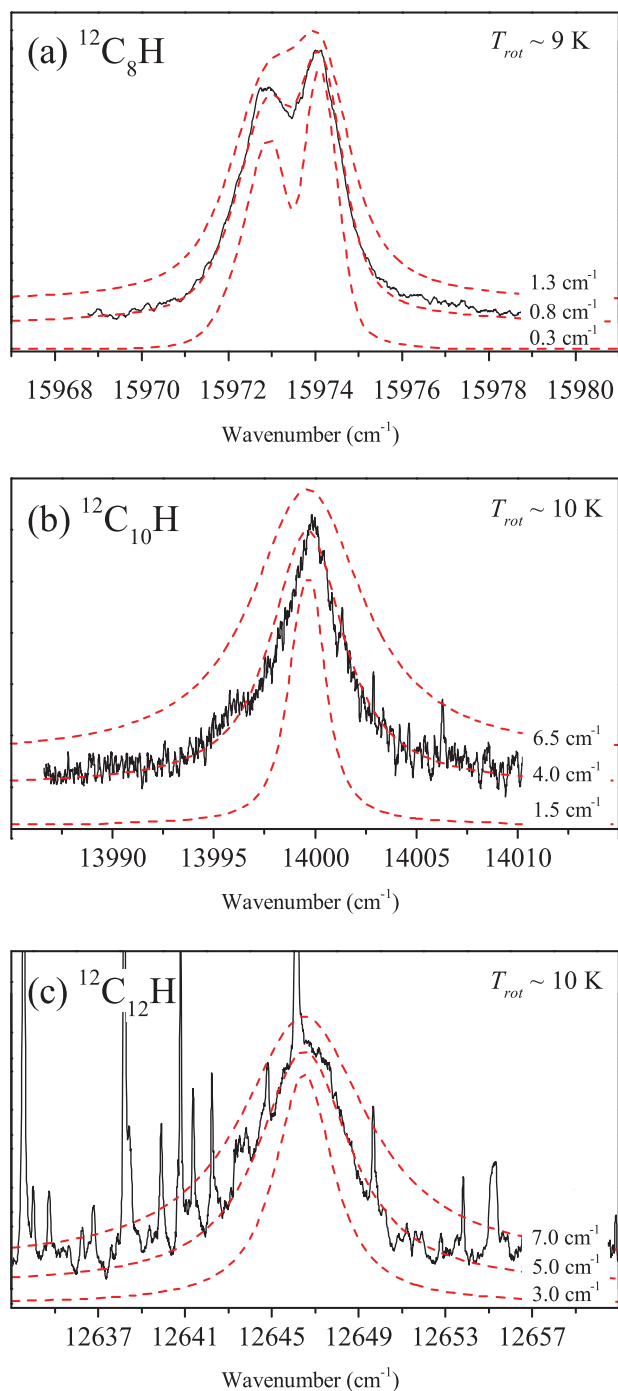 (a) ¹²C₈H
T_rot ~ 9 K
1.3 cm⁻¹
0.8 cm⁻¹
0.3 cm⁻¹
15968 15970 15972 15974 15976 15978 15980
Wavenumber (cm⁻¹)
(b) ¹²C₁₀H
T_rot ~ 10 K
6.5 cm⁻¹
4.0 cm⁻¹
1.5 cm⁻¹
13990 13995 14000 14005 14010
Wavenumber (cm⁻¹)
(c) ¹²C₁₂H
T_rot ~ 10 K
7.0 cm⁻¹
5.0 cm⁻¹
3.0 cm⁻¹
12637 12641 12645 12649 12653 12657
Wavenumber (cm⁻¹)